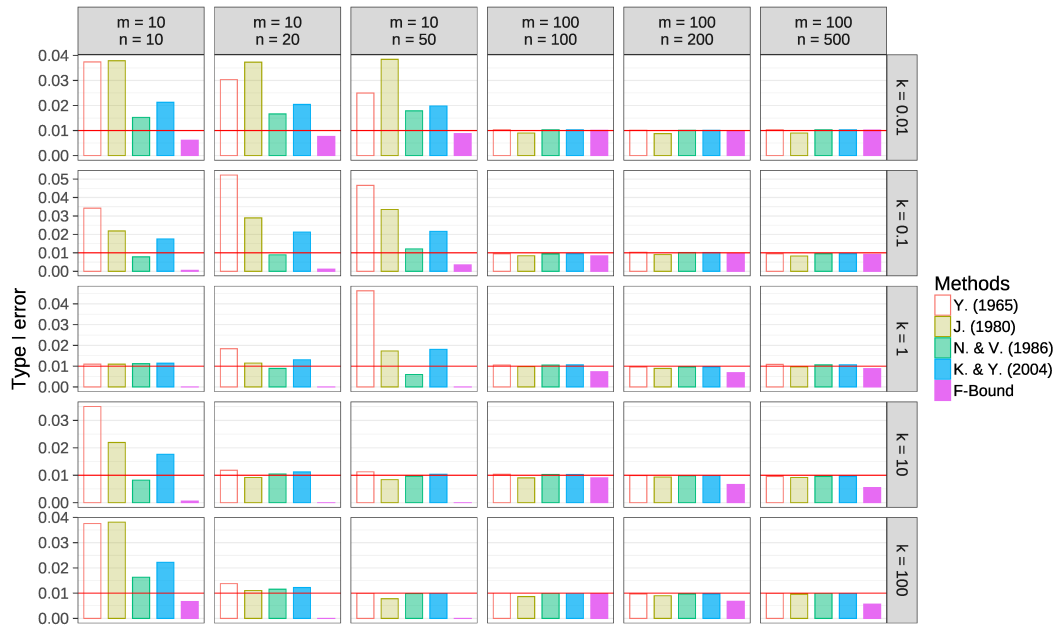 m = 10
n = 10
m = 10
n = 20
m = 10
n = 50
m = 100
n = 100
m = 100
n = 200
m = 100
n = 500
0.04
0.03
0.02
0.01
0.00
k = 0.01
0.05
0.04
0.03
0.02
0.01
0.00
k = 0.1
0.04
0.03
0.02
0.01
0.00
k = 1
0.03
0.02
0.01
0.00
k = 10
0.04
0.03
0.02
0.01
0.00
k = 100
Type I error
Methods
Y. (1965)
J. (1980)
N. & V. (1986)
K. & Y. (2004)
F-Bound